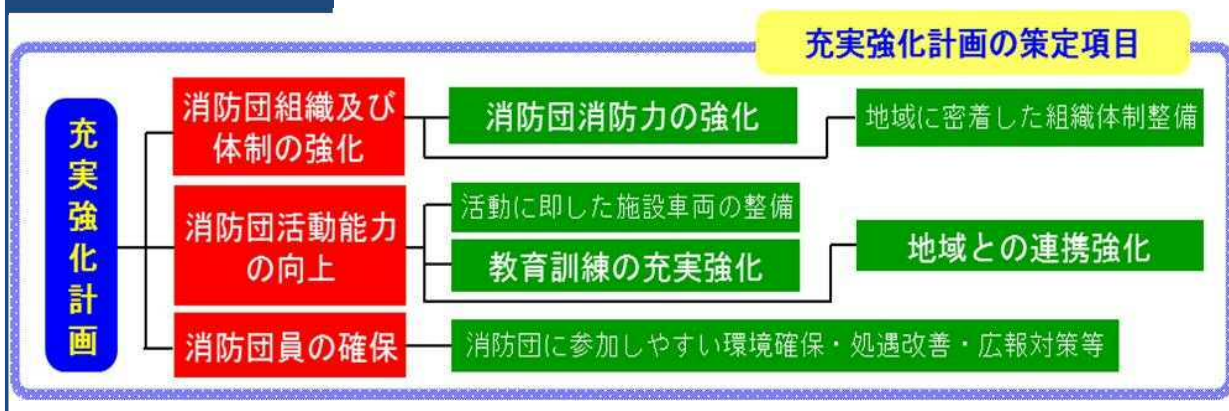 充実強化計画の策定項目
充実強化計画
消防団組織及び
体制の強化
消防団消防力の強化
地域に密着した組織体制整備
消防団活動能力
の向上
活動に即した施設車両の整備
教育訓練の充実強化
地域との連携強化
消防団員の確保
消防団に参加しやすい環境確保・処遇改善・広報対策等